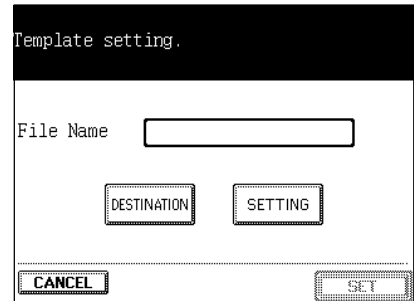 Template setting.
File Name
DESTINATION SETTING
CANCEL SET